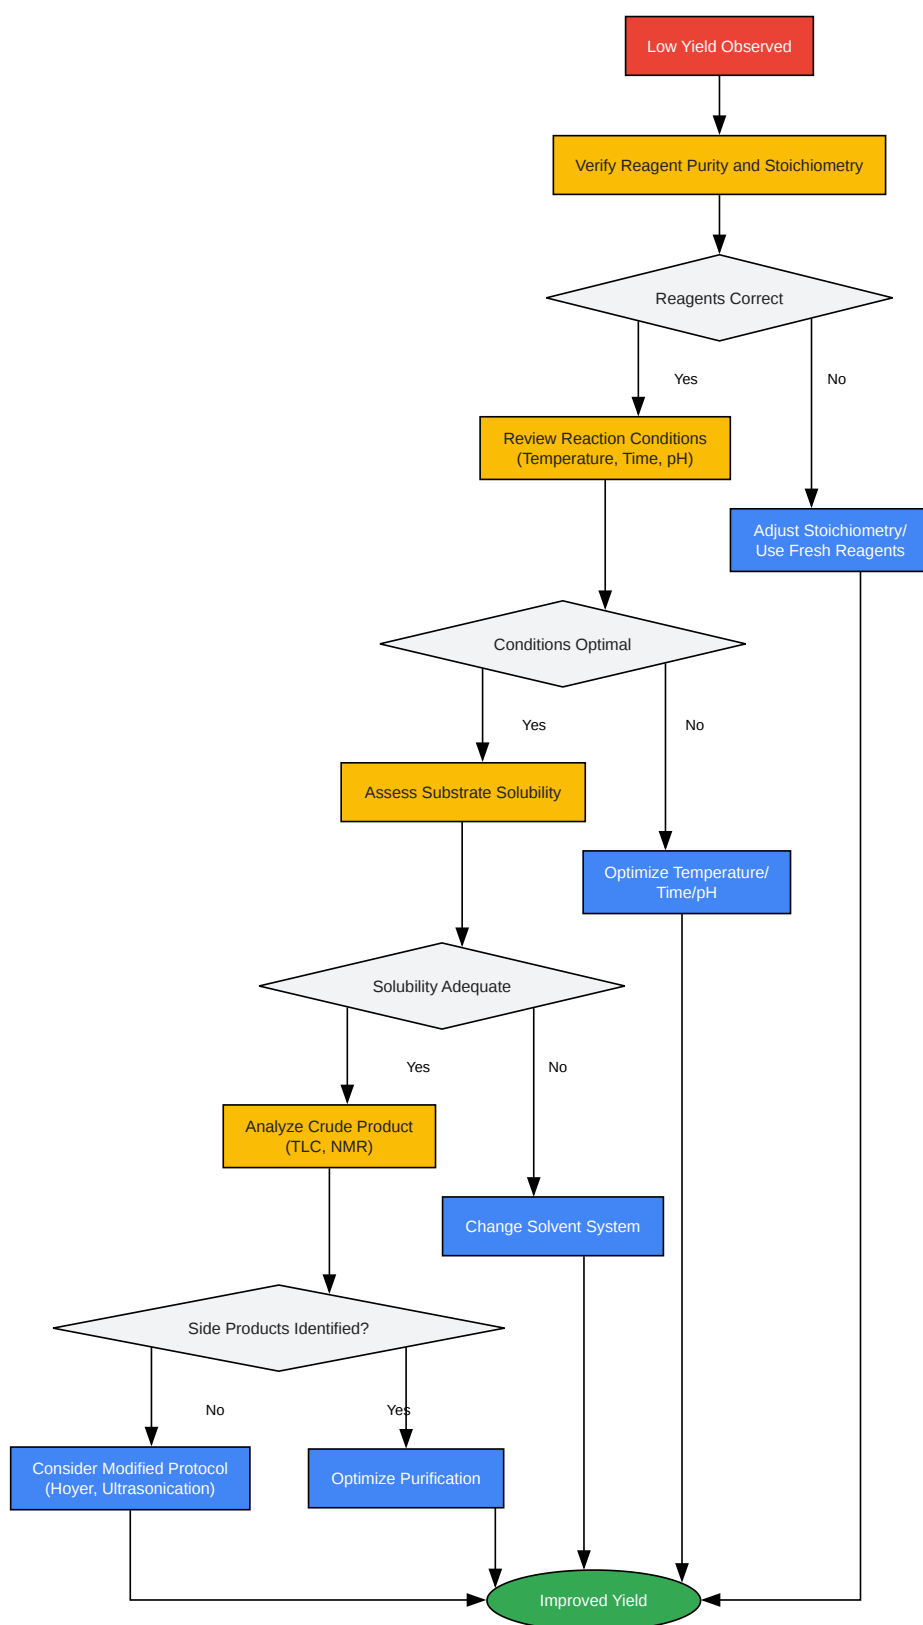 Low Yield Observed
Verify Reagent Purity and Stoichiometry
Reagents Correct
Yes
No
Review Reaction Conditions
(Temperature, Time, pH)
Adjust Stoichiometry/
Use Fresh Reagents
Conditions Optimal
Yes
No
Assess Substrate Solubility
Optimize Temperature/
Time/pH
Solubility Adequate
Yes
No
Analyze Crude Product
(TLC, NMR)
Change Solvent System
Side Products Identified?
No
Yes
Consider Modified Protocol
(Hoyer, Ultrasonication)
Optimize Purification
Improved Yield